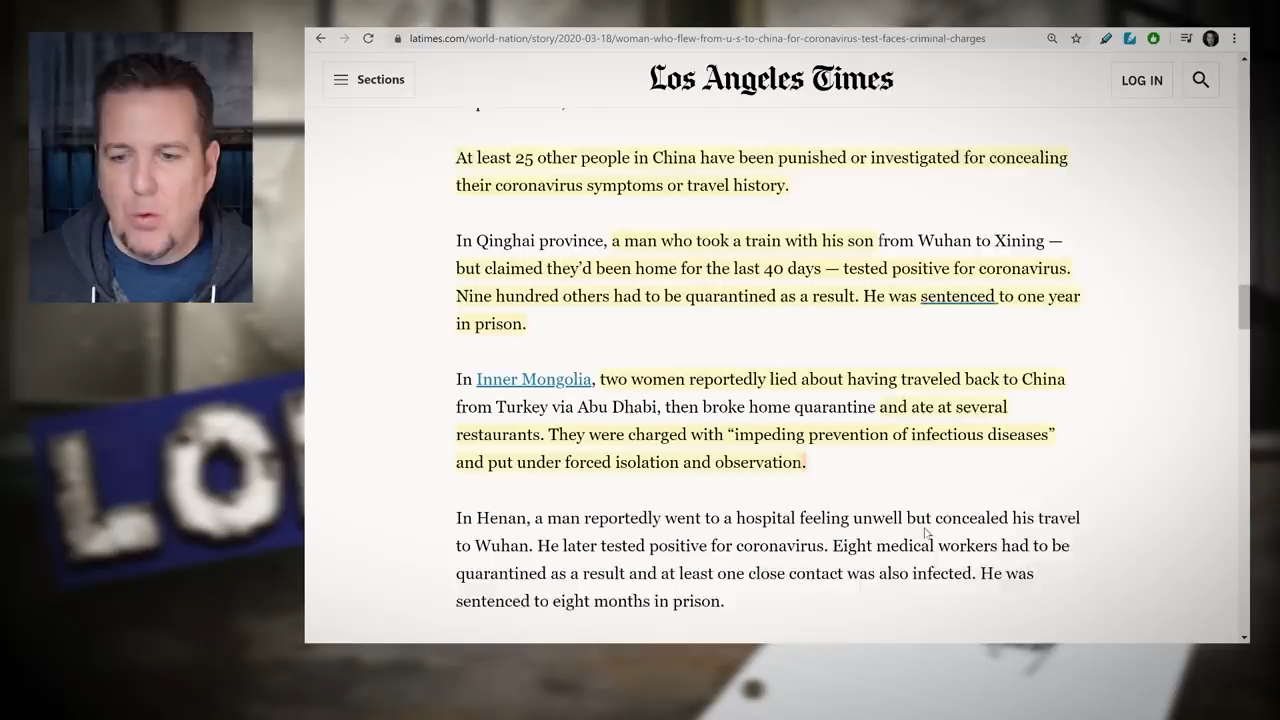 latimes.com/world-nation/story/2020-03-18/woman-who-flew-from-u-s-to-china-for-coronavirus-test-faces-criminal-charges
Sections
Los Angeles Times
LOG IN
At least 25 other people in China have been punished or investigated for concealing
their coronavirus symptoms or travel history.
In Qinghai province, a man who took a train with his son from Wuhan to Xining —
but claimed they’d been home for the last 40 days — tested positive for coronavirus.
Nine hundred others had to be quarantined as a result. He was sentenced to one year
in prison.
In Inner Mongolia, two women reportedly lied about having traveled back to China
from Turkey via Abu Dhabi, then broke home quarantine and ate at several
restaurants. They were charged with “impeding prevention of infectious diseases”
and put under forced isolation and observation.
In Henan, a man reportedly went to a hospital feeling unwell but concealed his travel
to Wuhan. He later tested positive for coronavirus. Eight medical workers had to be
quarantined as a result and at least one close contact was also infected. He was
sentenced to eight months in prison.